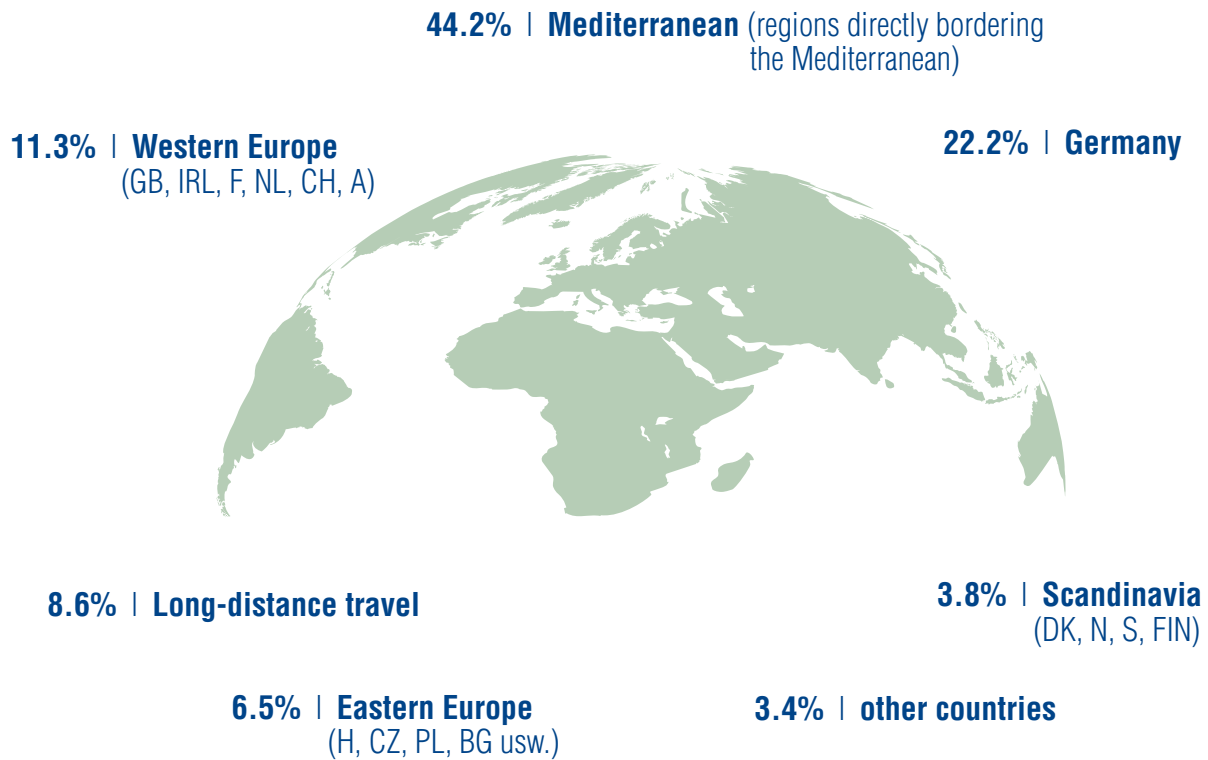 44.2% | Mediterranean (regions directly bordering
the Mediterranean)
11.3% | Western Europe
(GB, IRL, F, NL, CH, A)
22.2% | Germany
8.6% | Long-distance travel
3.8% | Scandinavia
(DK, N, S, FIN)
6.5% | Eastern Europe
(H, CZ, PL, BG usw.)
3.4% | other countries